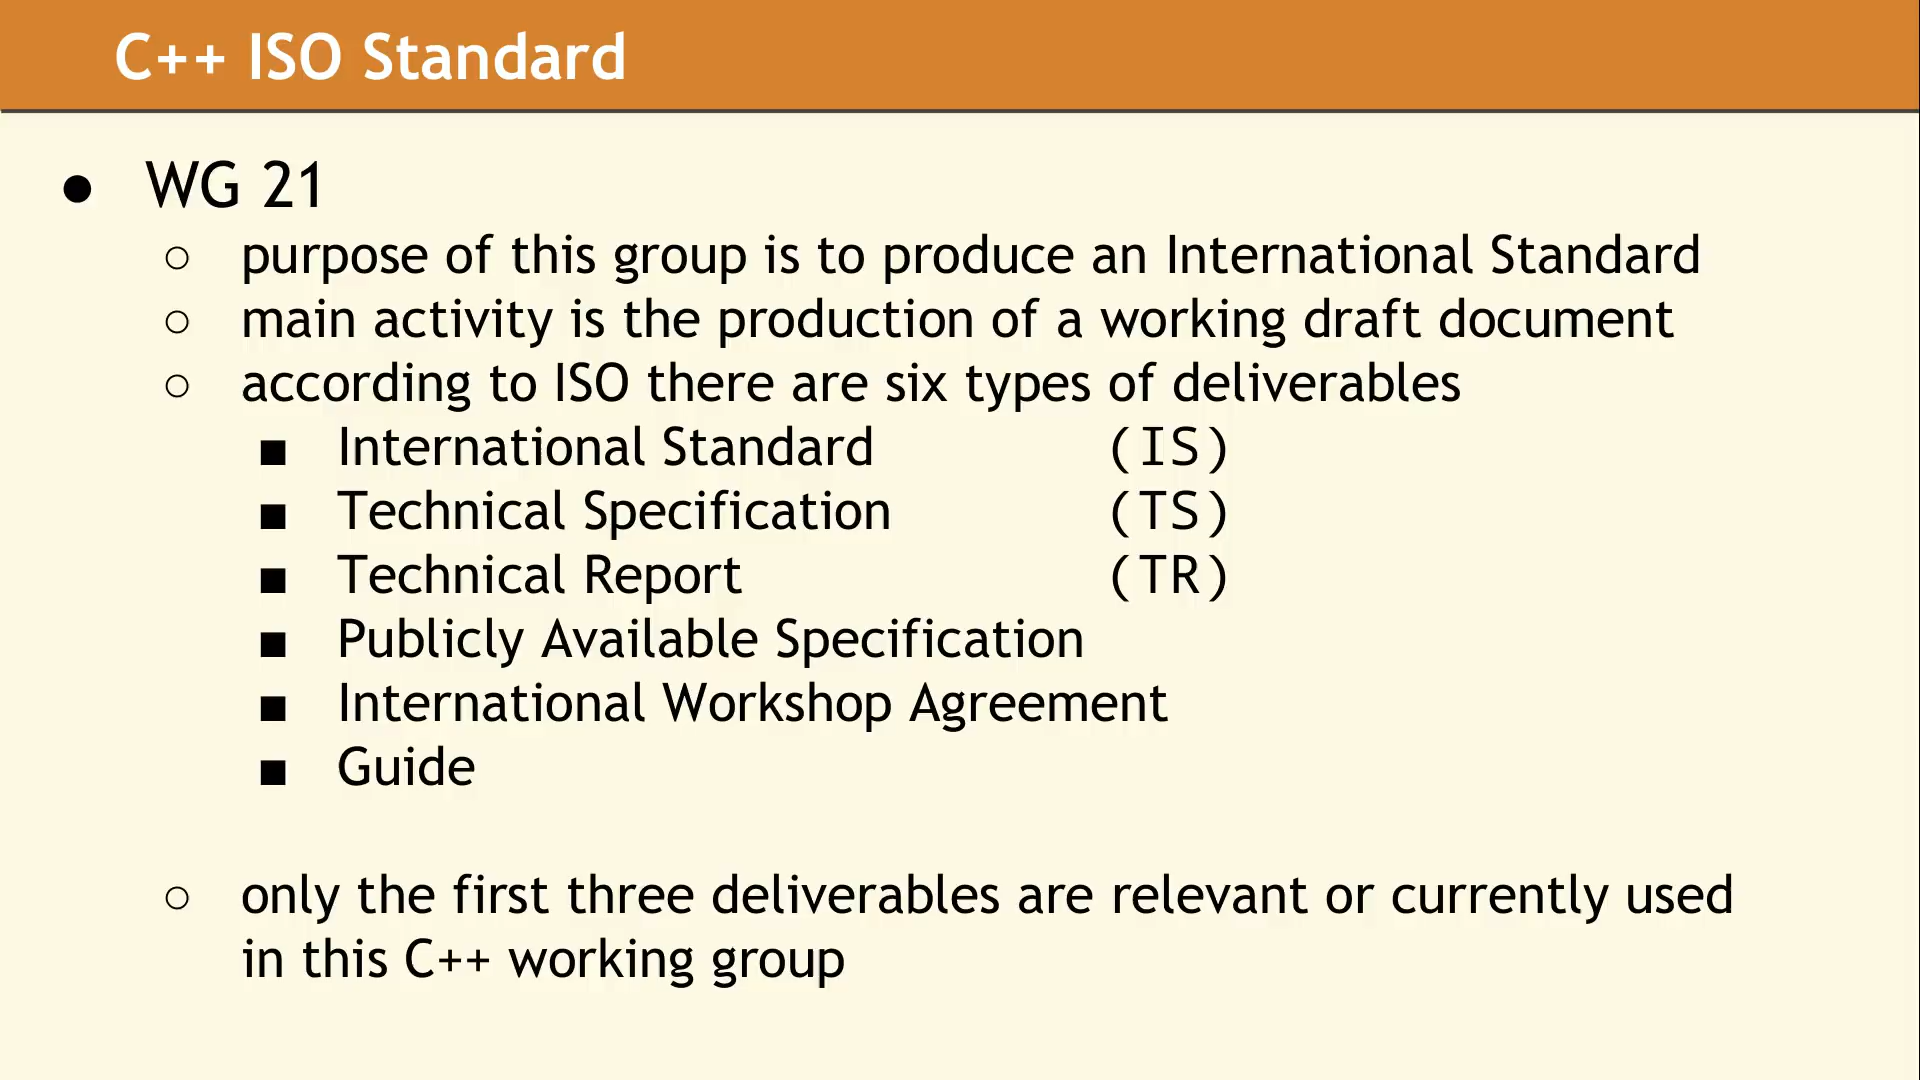 C++ ISO Standard
● WG 21
○ purpose of this group is to produce an International Standard
○ main activity is the production of a working draft document
○ according to ISO there are six types of deliverables
■ International Standard (IS)
■ Technical Specification (TS)
■ Technical Report (TR)
■ Publicly Available Specification
■ International Workshop Agreement
■ Guide
○ only the first three deliverables are relevant or currently used
in this C++ working group